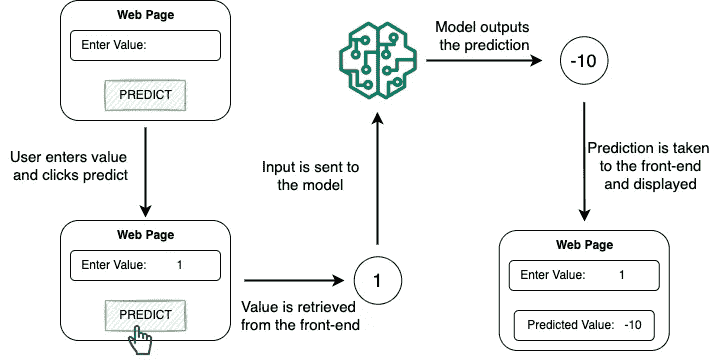 Web Page
Enter Value:
PREDICT
User enters value
and clicks predict
Web Page
Enter Value: 1
PREDICT
Value is retrieved
from the front-end
1
Input is sent to
the model
Model outputs
the prediction
-10
Prediction is taken
to the front-end
and displayed
Web Page
Enter Value: 1
Predicted Value: -10